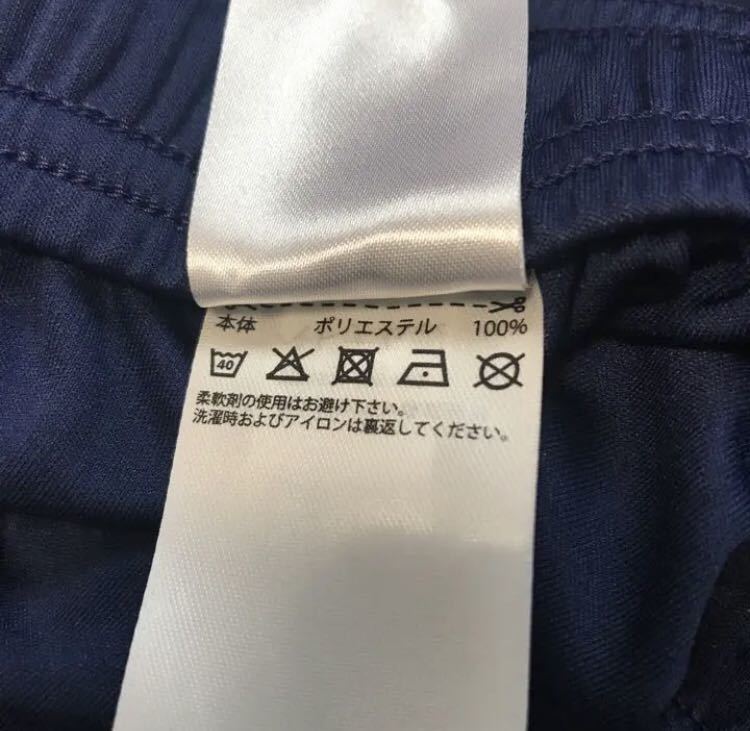 本体 ポリエステル 100%
40
柔軟剤の使用はお避け下さい。
洗濯時およびアイロンは裏返してください。